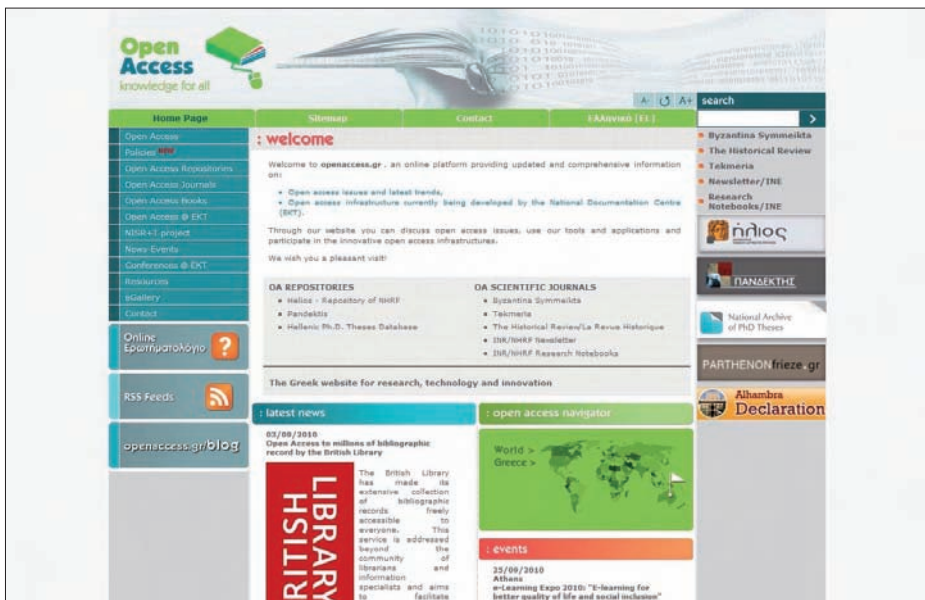 Open
Access
knowledge for all
A- A+
search
Home Page
Sitemap
Contact
Ελληνικά (EL)
Open Access
Policies NEW
Open Access Repositories
Open Access Journals
Open Access Books
Open Access @ EKT
NISR+T project
News-Events
Conferences @ EKT
Resources
eGallery
Contact
Online
Ερωτηματολόγιο
RSS Feeds
openaccess.gr/blog
: welcome
Welcome to openaccess.gr , an online platform providing updated and comprehensive information
on:
Open access issues and latest trends,
Open access infrastructure currently being developed by the National Documentation Centre
(EKT).
Through our website you can discuss open access issues, use our tools and applications and
participate in the innovative open access infrastructures.
We wish you a pleasant visit!
OA REPOSITORIES
Helios - Repository of NHRF
Pandektis
Hellenic Ph.D. Theses Database
OA SCIENTIFIC JOURNALS
Byzantina Symmeikta
Tekmeria
The Historical Review/La Revue Historique
INR/NHRF Newsletter
INR/NHRF Research Notebooks
The Greek website for research, technology and innovation
: latest news
03/09/2010
Open Access to millions of bibliographic
record by the British Library
BRITISH
LIBRARY
The British Library
has made its
extensive collection
of bibliographic
records freely
accessible to
everyone. This
service is addressed
beyond the
community of
librarians and
information
specialists and aims
to facilitate
: open access navigator
World >
Greece >
: events
25/09/2010
Athens
e-Learning Expo 2010: "E-learning for
better quality of life and social inclusion"
Byzantina Symmeikta
The Historical Review
Tekmeria
Newsletter/INE
Research
Notebooks/INE
ήλιος
ΠΑΝΔΕΚΤΗΣ
National Archive
of PhD Theses
PARTHENONfrieze.gr
Alhambra
Declaration